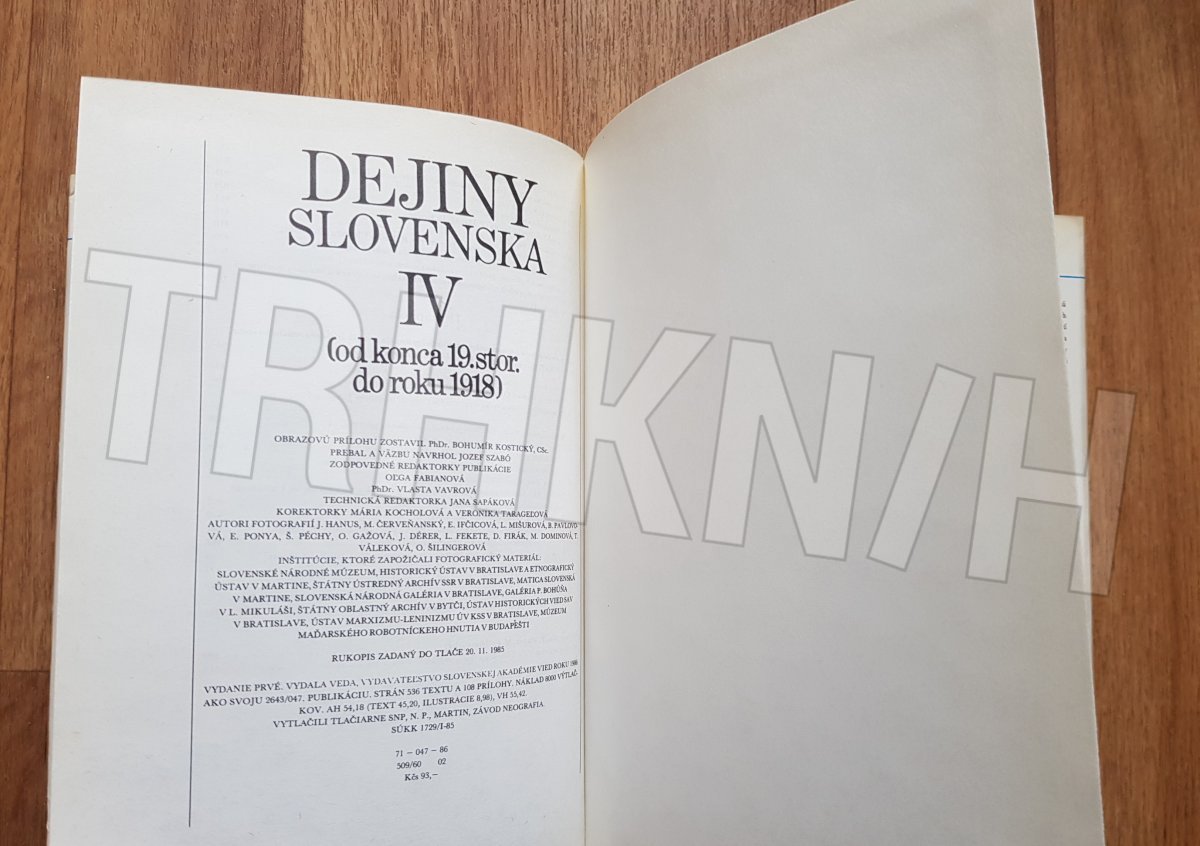 DEJINY
SLOVENSKA
IV
(od konca 19.stor.
do roku 1918)
OBRAZOVÚ PRÍLOHU ZOSTAVIL PhDr. BOHUMÍR KOSTICKÝ, CSc.
PREBAL A VÄZBU NAVRHOL JOZEF SZABÓ
ZODPOVEDNÉ REDAKTORKY PUBLIKÁCIE
OĽGA FABIANOVÁ
PhDr. VLASTA VAVROVÁ
TECHNICKÁ REDAKTORKA JANA SAPÁKOVÁ
KOREKTORKY MÁRIA KOCHOLOVÁ A VERONIKA TARAGEĽOVÁ
AUTORI FOTOGRAFIÍ J. HANUS, M. ČERVEŇANSKÝ, E. IFČICOVÁ, L. MIŠUROVÁ, B. PAVLOVO-
VÁ, E. PONYA, Š. PÉCHY, O. GAŽOVÁ, J. DÉRER, L. FEKETE, D. FIRÁK, M. DOMINOVÁ, T.
VÁLEKOVÁ, O. ŠILINGEROVÁ
INŠTITÚCIE, KTORÉ ZAPOŽIČALI FOTOGRAFICKÝ MATERIÁL:
SLOVENSKÉ NÁRODNÉ MÚZEUM, HISTORICKÝ ÚSTAV V BRATISLAVE A ETNOGRAFICKÝ
ÚSTAV V MARTINE, ŠTÁTNY ÚSTREDNÝ ARCHÍV SSR V BRATISLAVE, MATICA SLOVENSKÁ
V MARTINE, SLOVENSKÁ NÁRODNÁ GALÉRIA V BRATISLAVE, GALÉRIA P. BOHÚŇA
V L. MIKULÁŠI, ŠTÁTNY OBLASTNÝ ARCHÍV V BYTČI, ÚSTAV HISTORICKÝCH VIED SAV
V BRATISLAVE, ÚSTAV MARXIZMU-LENINIZMU ÚV KSS V BRATISLAVE, MÚZEUM
MAĎARSKÉHO ROBOTNÍCKEHO HNUTIA V BUDAPEŠTI
RUKOPIS ZADANÝ DO TLAČE 20. 11. 1985
VYDANIE PRVÉ. VYDALA VEDA, VYDAVATEĽSTVO SLOVENSKEJ AKADÉMIE VIED ROKU 1986
AKO SVOJU 2643/047. PUBLIKÁCIU. STRÁN 536 TEXTU A 108 PRÍLOHY. NÁKLAD 8000 VÝTLAČ-
KOV. AH 54,18 (TEXT 45,20, ILUSTRÁCIE 8,98), VH 55,42.
VYTLAČILI TLAČIARNE SNP, N. P., MARTIN, ZÁVOD NEOGRAFIA
SÚKK 1729/I-85
71 – 047 – 86
509/60 02
Kčs 93,–
TRHKN/H